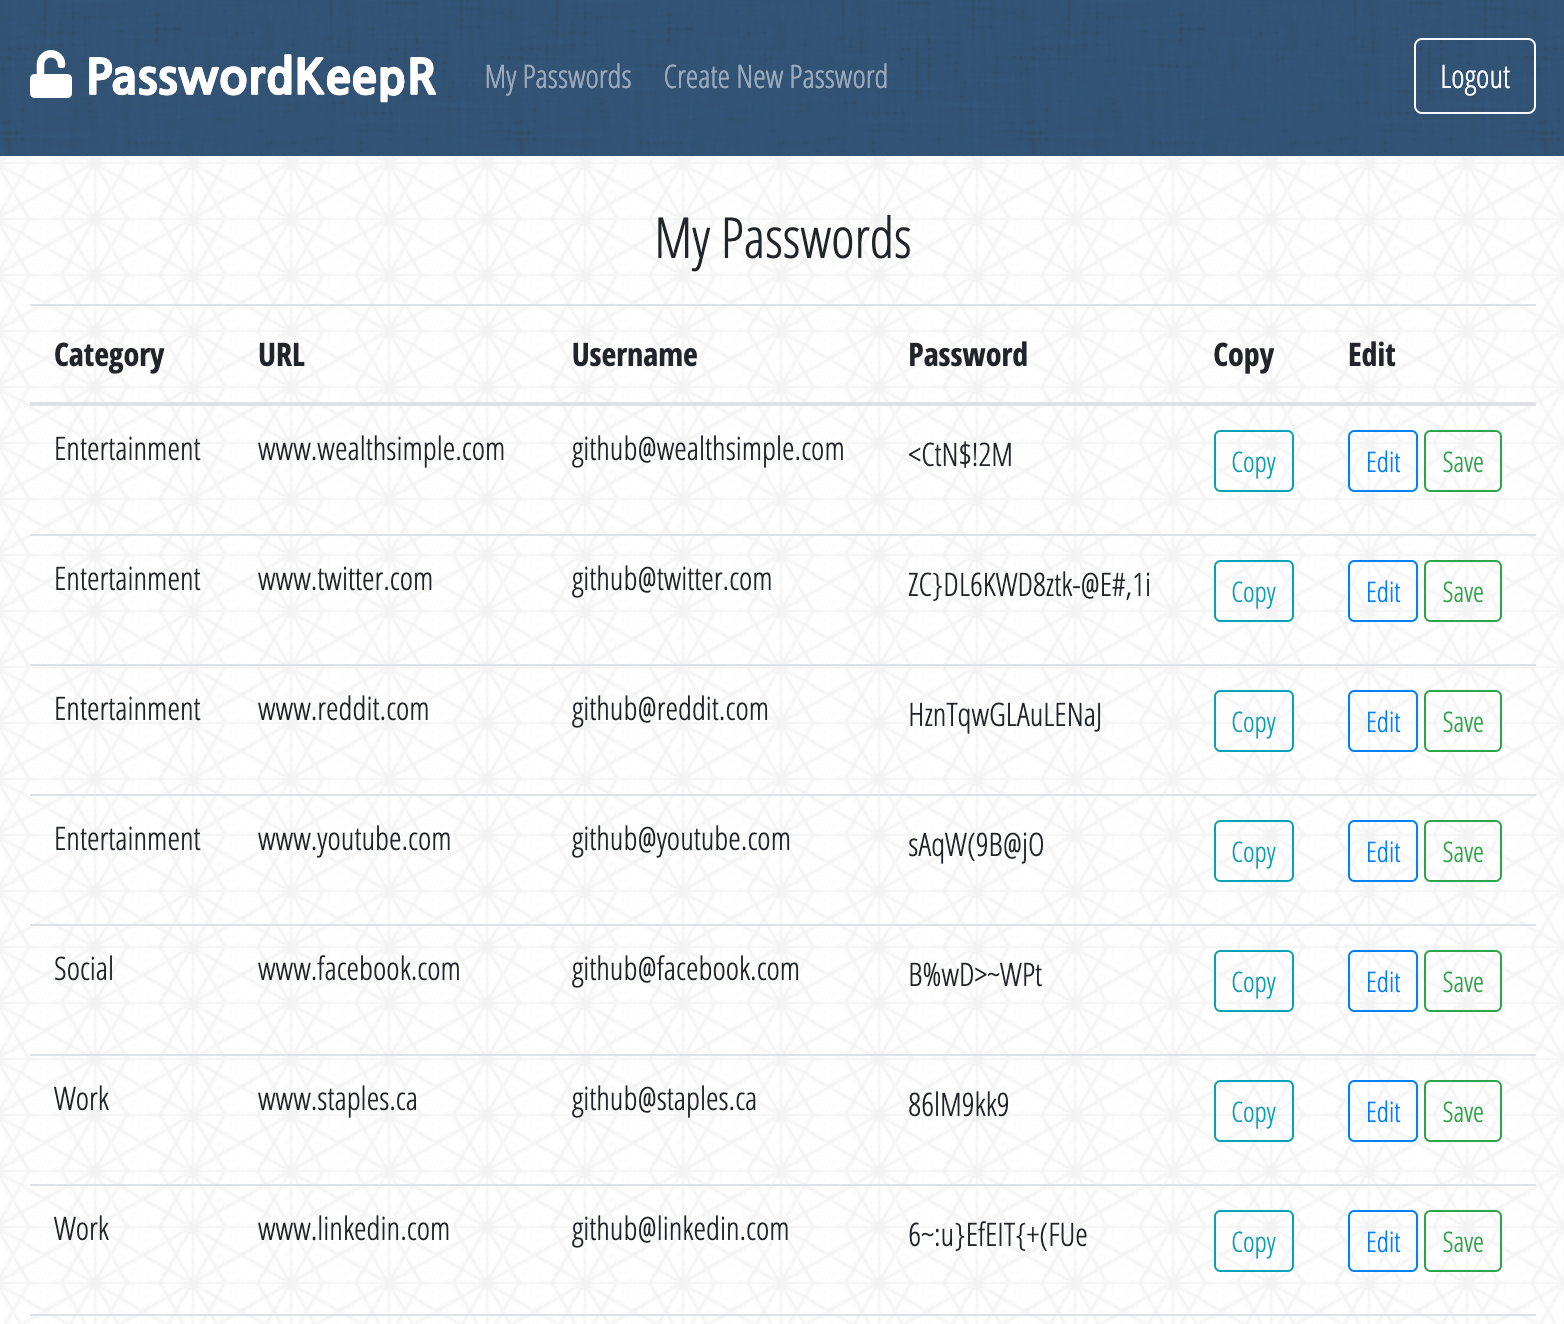 PasswordKeepR My Passwords Create New Password Logout
My Passwords
Category URL Username Password Copy Edit
Entertainment www.wealthsimple.com github@wealthsimple.com <CtN$!2M Copy Edit Save
Entertainment www.twitter.com github@twitter.com ZC}DL6KWD8ztk-@E#,1i Copy Edit Save
Entertainment www.reddit.com github@reddit.com HznTqwGLAuLENaJ Copy Edit Save
Entertainment www.youtube.com github@youtube.com sAqW(9B@jO Copy Edit Save
Social www.facebook.com github@facebook.com B%wD>~WPt Copy Edit Save
Work www.staples.ca github@staples.ca 86lM9kk9 Copy Edit Save
Work www.linkedin.com github@linkedin.com 6~:u}EfEIT{+(FUe Copy Edit Save